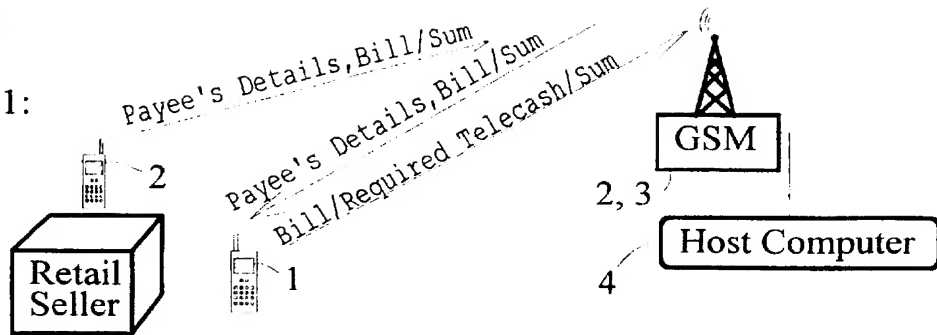 Payee's Details,Bill/Sum
1:
Payee's Details,Bill/Sum
Bill/Required Telecash/Sum
GSM
2
2, 3
Retail
Seller
1
Host Computer
4